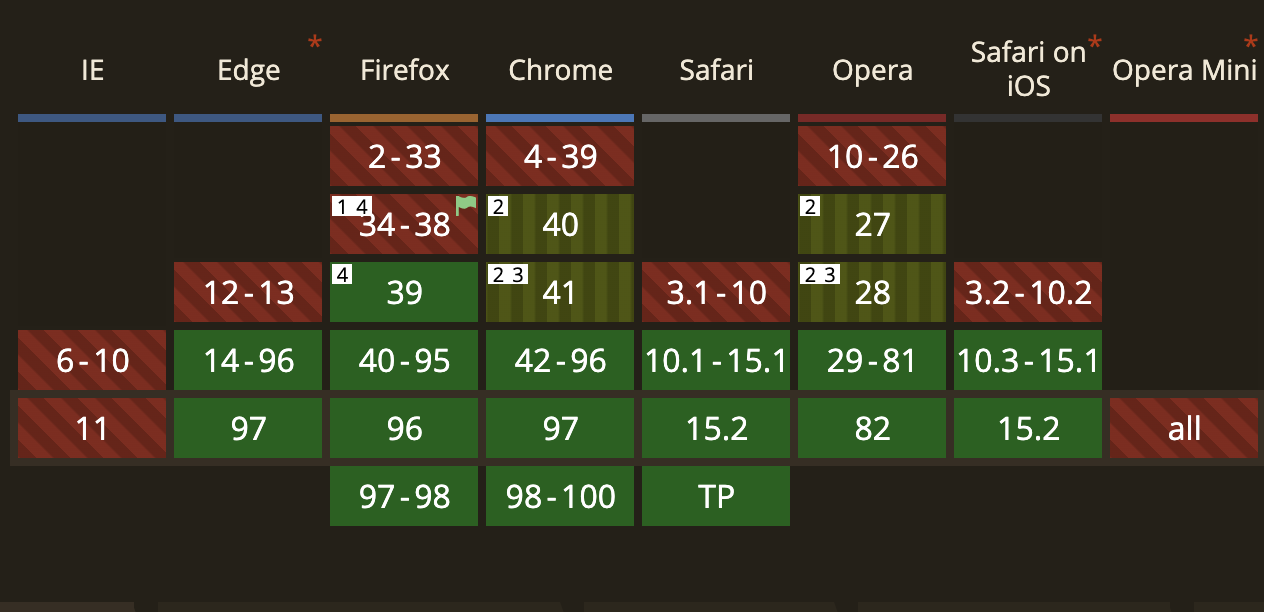 IE Edge * Firefox Chrome Safari Opera Safari on * iOS Opera Mini *
2-33 4-39 10-26
1 4 34-38 2 40 2 27
12-13 4 39 2 3 41 3.1-10 2 3 28 3.2-10.2
6-10 14-96 40-95 42-96 10.1-15.1 29-81 10.3-15.1
11 97 96 97 15.2 82 15.2 all
97-98 98-100 TP